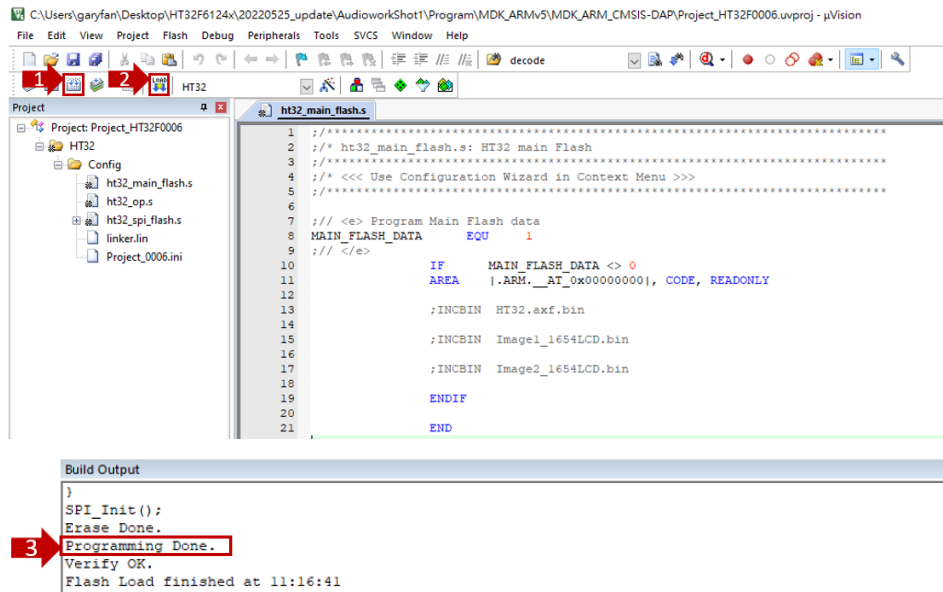 C:\Users\garyfan\Desktop\HT32F6124x\20220525_update\AudioworkShot1\Program\MDK_ARMv5\MDK_ARM_CMSIS-DAP\Project_HT32F0006.uvproj - µVision
File Edit View Project Flash Debug Peripherals Tools SVCS Window Help
decode
1 2 LOAD HT32
Project
ht32_main_flash.s
Project: Project_HT32F0006
HT32
Config
ht32_main_flash.s
ht32_op.s
ht32_spi_flash.s
linker.lin
Project_0006.ini
1 ;/*****************************************************************************
2 ;/* ht32_main_flash.s: HT32 main Flash
3 ;/*****************************************************************************
4 ;/* <<< Use Configuration Wizard in Context Menu >>>
5 ;/*****************************************************************************
6
7 ;// <e> Program Main Flash data
8 MAIN_FLASH_DATA EQU 1
9 ;// </e>
10 IF MAIN_FLASH_DATA <> 0
11 AREA |.ARM.__AT_0x00000000|, CODE, READONLY
12
13 ;INCBIN HT32.axf.bin
14
15 ;INCBIN Image1_1654LCD.bin
16
17 ;INCBIN Image2_1654LCD.bin
18
19 ENDIF
20
21 END
Build Output
}
SPI_Init();
Erase Done.
3 Programming Done.
Verify OK.
Flash Load finished at 11:16:41